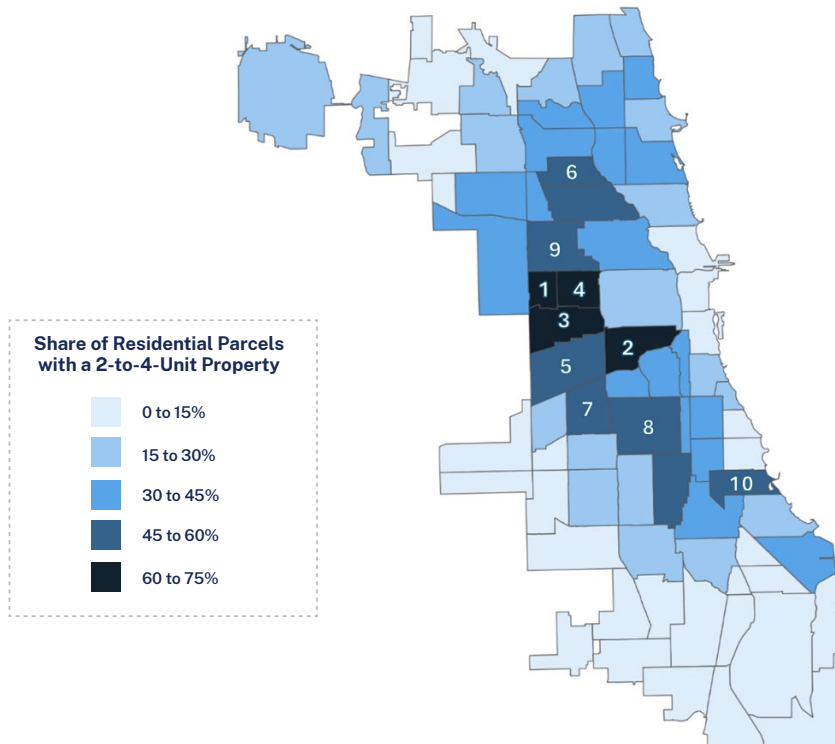 6
9
1 4
3
2
5
7
8
10
Share of Residential Parcels
with a 2-to-4-Unit Property
0 to 15%
15 to 30%
30 to 45%
45 to 60%
60 to 75%